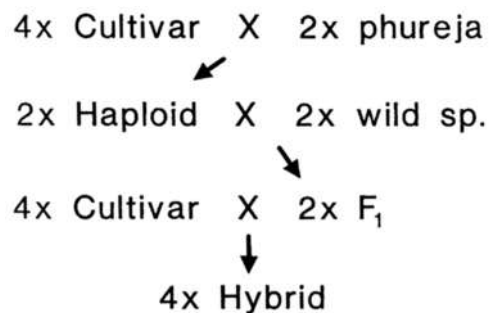 4x Cultivar X 2x phureja
2x Haploid X 2x wild sp.
4x Cultivar X 2x F₁
4x Hybrid